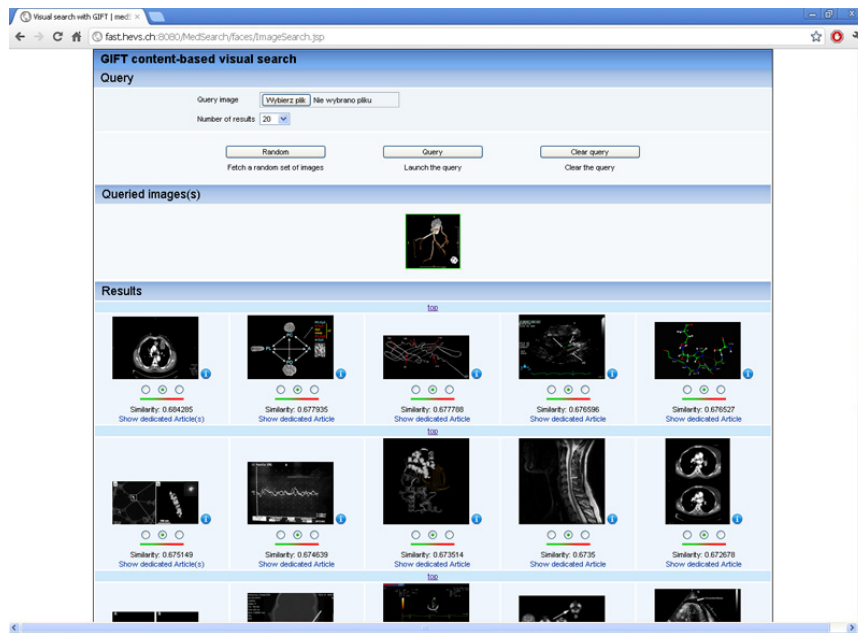 Visual search with GIFT | med
fast.hevs.ch:8080/MedSearch/faces/ImageSearch.jsp
GIFT content-based visual search
Query
Query image Wybierz plik Nie wybrano pliku
Number of results 20
Random Query Clear query
Fetch a random set of images Launch the query Clear the query
Queried images(s)
Results
top
Similarity: 0.684285 Similarity: 0.677935 Similarity: 0.677788 Similarity: 0.676596 Similarity: 0.676527
Show dedicated Article(s) Show dedicated Article Show dedicated Article Show dedicated Article Show dedicated Article
top
Similarity: 0.675149 Similarity: 0.674639 Similarity: 0.673514 Similarity: 0.6735 Similarity: 0.672678
Show dedicated Article(s) Show dedicated Article Show dedicated Article Show dedicated Article Show dedicated Article
top